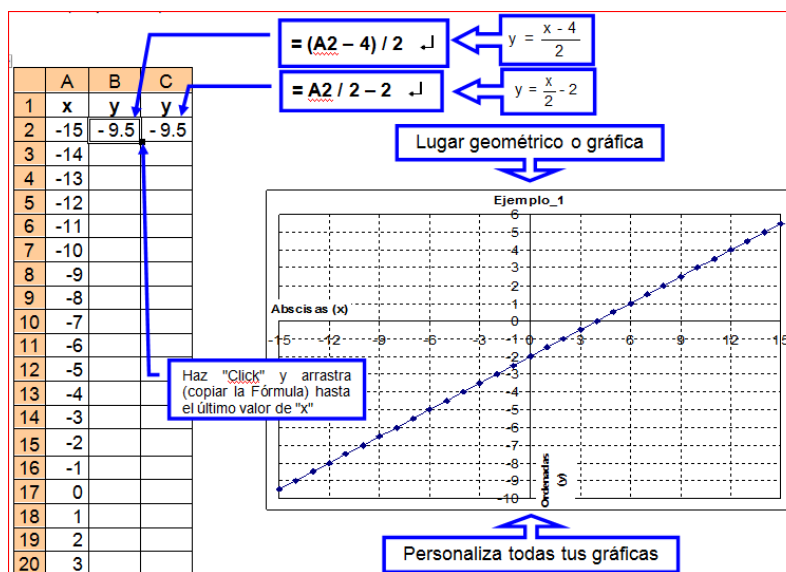 = (A2 – 4) / 2 ↵
y = (x - 4) / 2
= A2 / 2 – 2 ↵
y = x / 2 - 2
A B C
1 x y y
2 -15 - 9.5 - 9.5
3 -14
4 -13
5 -12
6 -11
7 -10
8 -9
9 -8
10 -7
11 -6
12 -5
13 -4
14 -3
15 -2
16 -1
17 0
18 1
19 2
20 3
Haz "Click" y arrastra
(copiar la Fórmula) hasta
el último valor de "x"
Lugar geométrico o gráfica
Ejemplo_1
6
5
4
3
2
1
0
-1
-2
-3
-4
-5
-6
-7
-8
-9
-10
Abscisas (x)
-15 -12 -9 -6 -3 0 3 6 9 12 15
Ordenadas
(y)
Personaliza todas tus gráficas